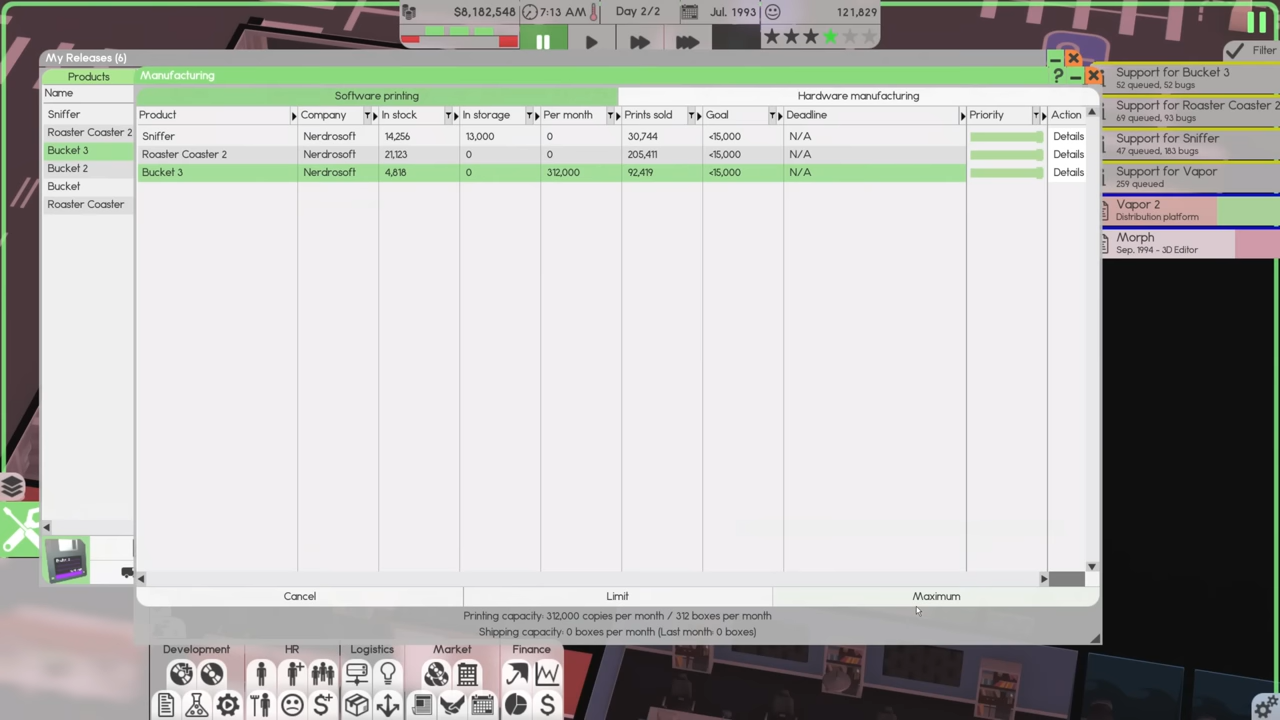 $8,182,548 7:13 AM Day 2/2 Jul. 1993 121,829
My Releases (6)
Products
Name
Sniffer
Roaster Coaster 2
Bucket 3
Bucket 2
Bucket
Roaster Coaster
Manufacturing
?
Software printing Hardware manufacturing
Product Company In stock In storage Per month Prints sold Goal Deadline Priority Action
Sniffer Nerdrosoft 14,256 13,000 0 30,744 <15,000 N/A Details
Roaster Coaster 2 Nerdrosoft 21,123 0 205,411 <15,000 N/A Details
Bucket 3 Nerdrosoft 4,818 0 312,000 92,419 <15,000 N/A Details
Cancel Limit Maximum
Printing capacity: 312,000 copies per month / 312 boxes per month
Shipping capacity: 0 boxes per month (Last month: 0 boxes)
Filter
Support for Bucket 3
52 queued, 52 bugs
Support for Roaster Coaster 2
69 queued, 93 bugs
Support for Sniffer
47 queued, 183 bugs
Support for Vapor
259 queued
Vapor 2
Distribution platform
Morph
Sep. 1994 - 3D Editor
Development HR Logistics Market Finance